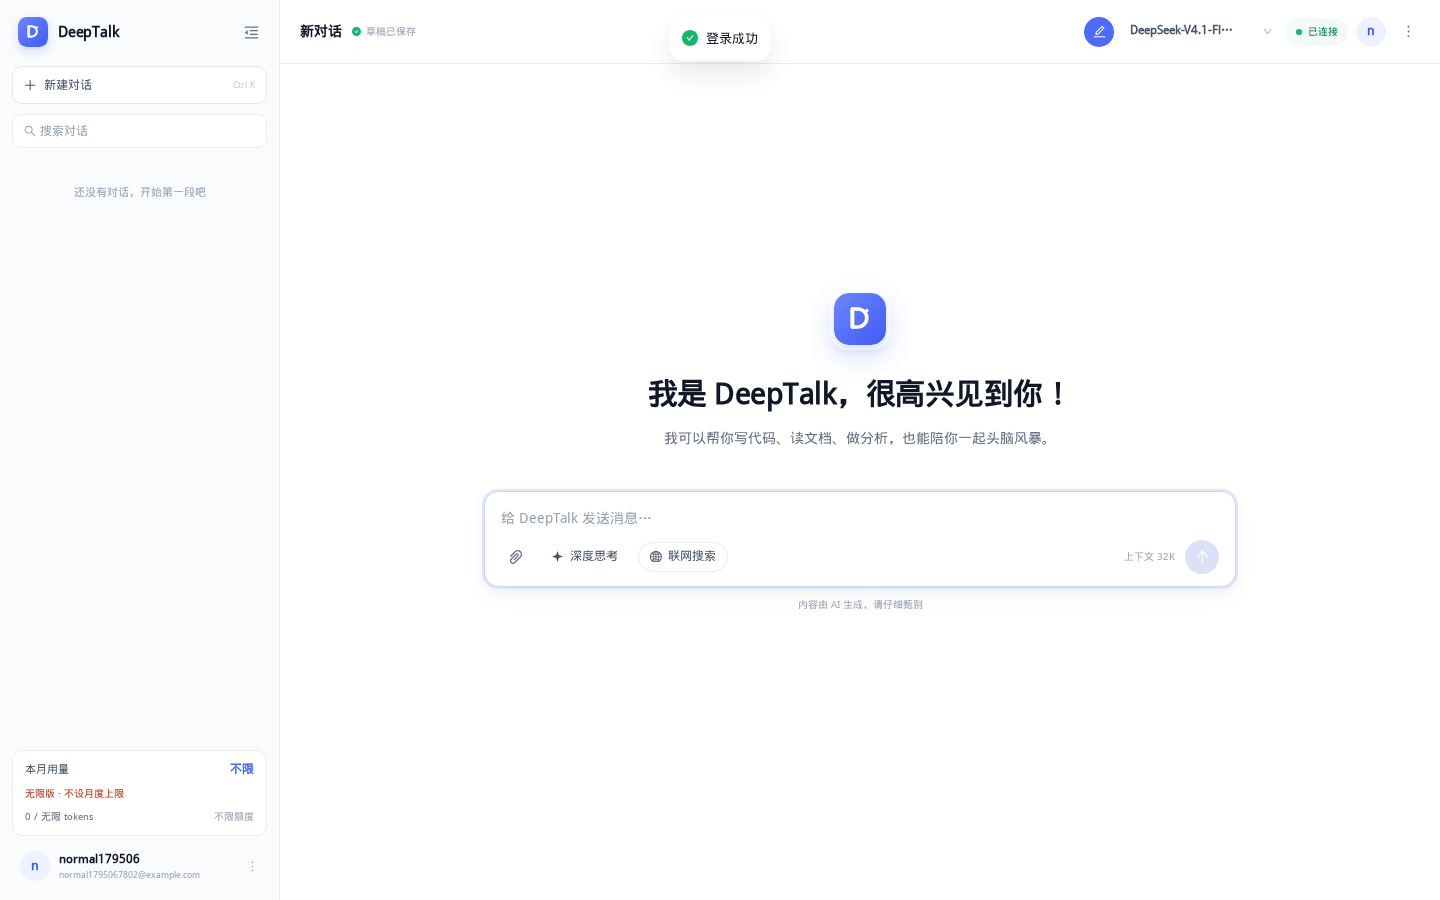 DeepTalk
新建对话 Ctrl K
搜索对话
还没有对话，开始第一段吧
本月用量 不限
无限版 · 不设月度上限
0 / 无限 tokens 不限额度
n normal179506
normal1795067802@example.com
新对话 草稿已保存
登录成功
DeepSeek-V4.1-Fl··· 已连接 n
我是 DeepTalk，很高兴见到你！
我可以帮你写代码、读文档、做分析，也能陪你一起头脑风暴。
给 DeepTalk 发送消息···
深度思考 联网搜索 上下文 32K
内容由 AI 生成，请仔细甄别